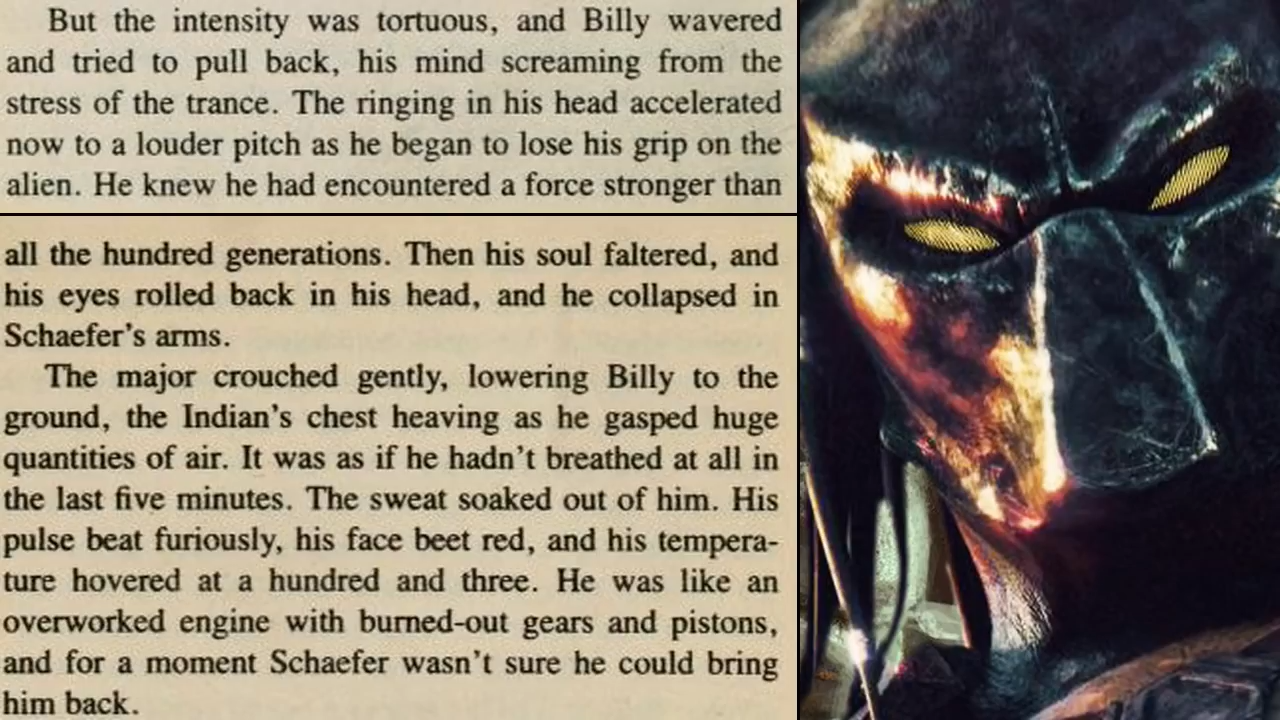 But the intensity was tortuous, and Billy wavered
and tried to pull back, his mind screaming from the
stress of the trance. The ringing in his head accelerated
now to a louder pitch as he began to lose his grip on the
alien. He knew he had encountered a force stronger than
all the hundred generations. Then his soul faltered, and
his eyes rolled back in his head, and he collapsed in
Schaefer's arms.
The major crouched gently, lowering Billy to the
ground, the Indian's chest heaving as he gasped huge
quantities of air. It was as if he hadn't breathed at all in
the last five minutes. The sweat soaked out of him. His
pulse beat furiously, his face beet red, and his tempera-
ture hovered at a hundred and three. He was like an
overworked engine with burned-out gears and pistons,
and for a moment Schaefer wasn't sure he could bring
him back.